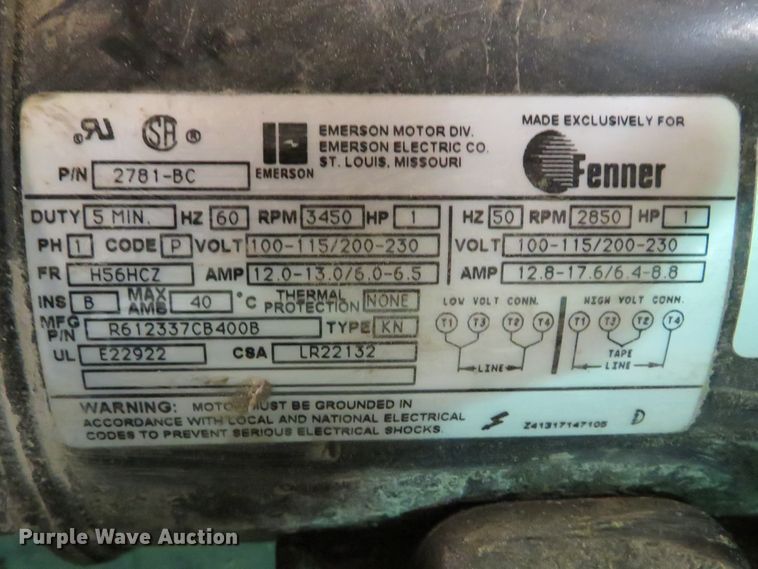 RU SA ®
EMERSON MOTOR DIV.
EMERSON ELECTRIC CO.
ST. LOUIS, MISSOURI
EMERSON
MADE EXCLUSIVELY FOR
Fenner
P/N 2781-BC
DUTY 5 MIN. HZ 60 RPM 3450 HP 1 HZ 50 RPM 2850 HP 1
PH 1 CODE P VOLT 100-115/200-230 VOLT 100-115/200-230
FR H56HCZ AMP 12.0-13.0/6.0-6.5 AMP 12.8-17.6/6.4-8.8
INS B MAX AMB 40 °C THERMAL PROTECTION NONE
LOW VOLT CONN. HIGH VOLT CONN.
MFG P/N R612337CB400B TYPE KN
T1 T3 T2 T4 T1 T3 T2 T4
TAPE
LINE LINE
UL E22922 CSA LR22132
WARNING: MOTOR MUST BE GROUNDED IN
ACCORDANCE WITH LOCAL AND NATIONAL ELECTRICAL
CODES TO PREVENT SERIOUS ELECTRICAL SHOCKS.
Z41317147105 D
Purple Wave Auction